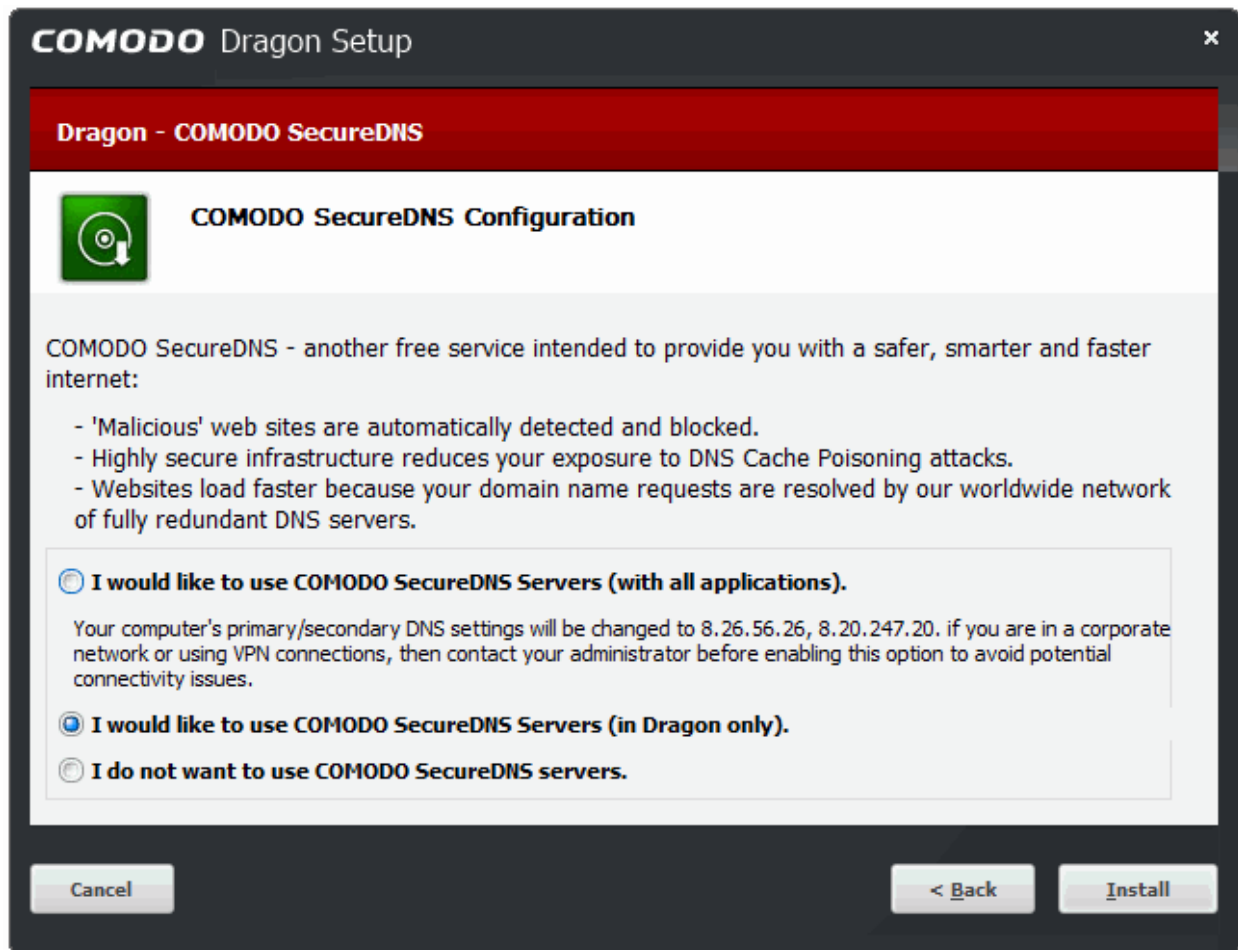 COMODO Dragon Setup
Dragon - COMODO SecureDNS
COMODO SecureDNS Configuration
COMODO SecureDNS - another free service intended to provide you with a safer, smarter and faster
internet:
- 'Malicious' web sites are automatically detected and blocked.
- Highly secure infrastructure reduces your exposure to DNS Cache Poisoning attacks.
- Websites load faster because your domain name requests are resolved by our worldwide network
of fully redundant DNS servers.
I would like to use COMODO SecureDNS Servers (with all applications).
Your computer's primary/secondary DNS settings will be changed to 8.26.56.26, 8.20.247.20. if you are in a corporate
network or using VPN connections, then contact your administrator before enabling this option to avoid potential
connectivity issues.
I would like to use COMODO SecureDNS Servers (in Dragon only).
I do not want to use COMODO SecureDNS servers.
Cancel
< Back
Install